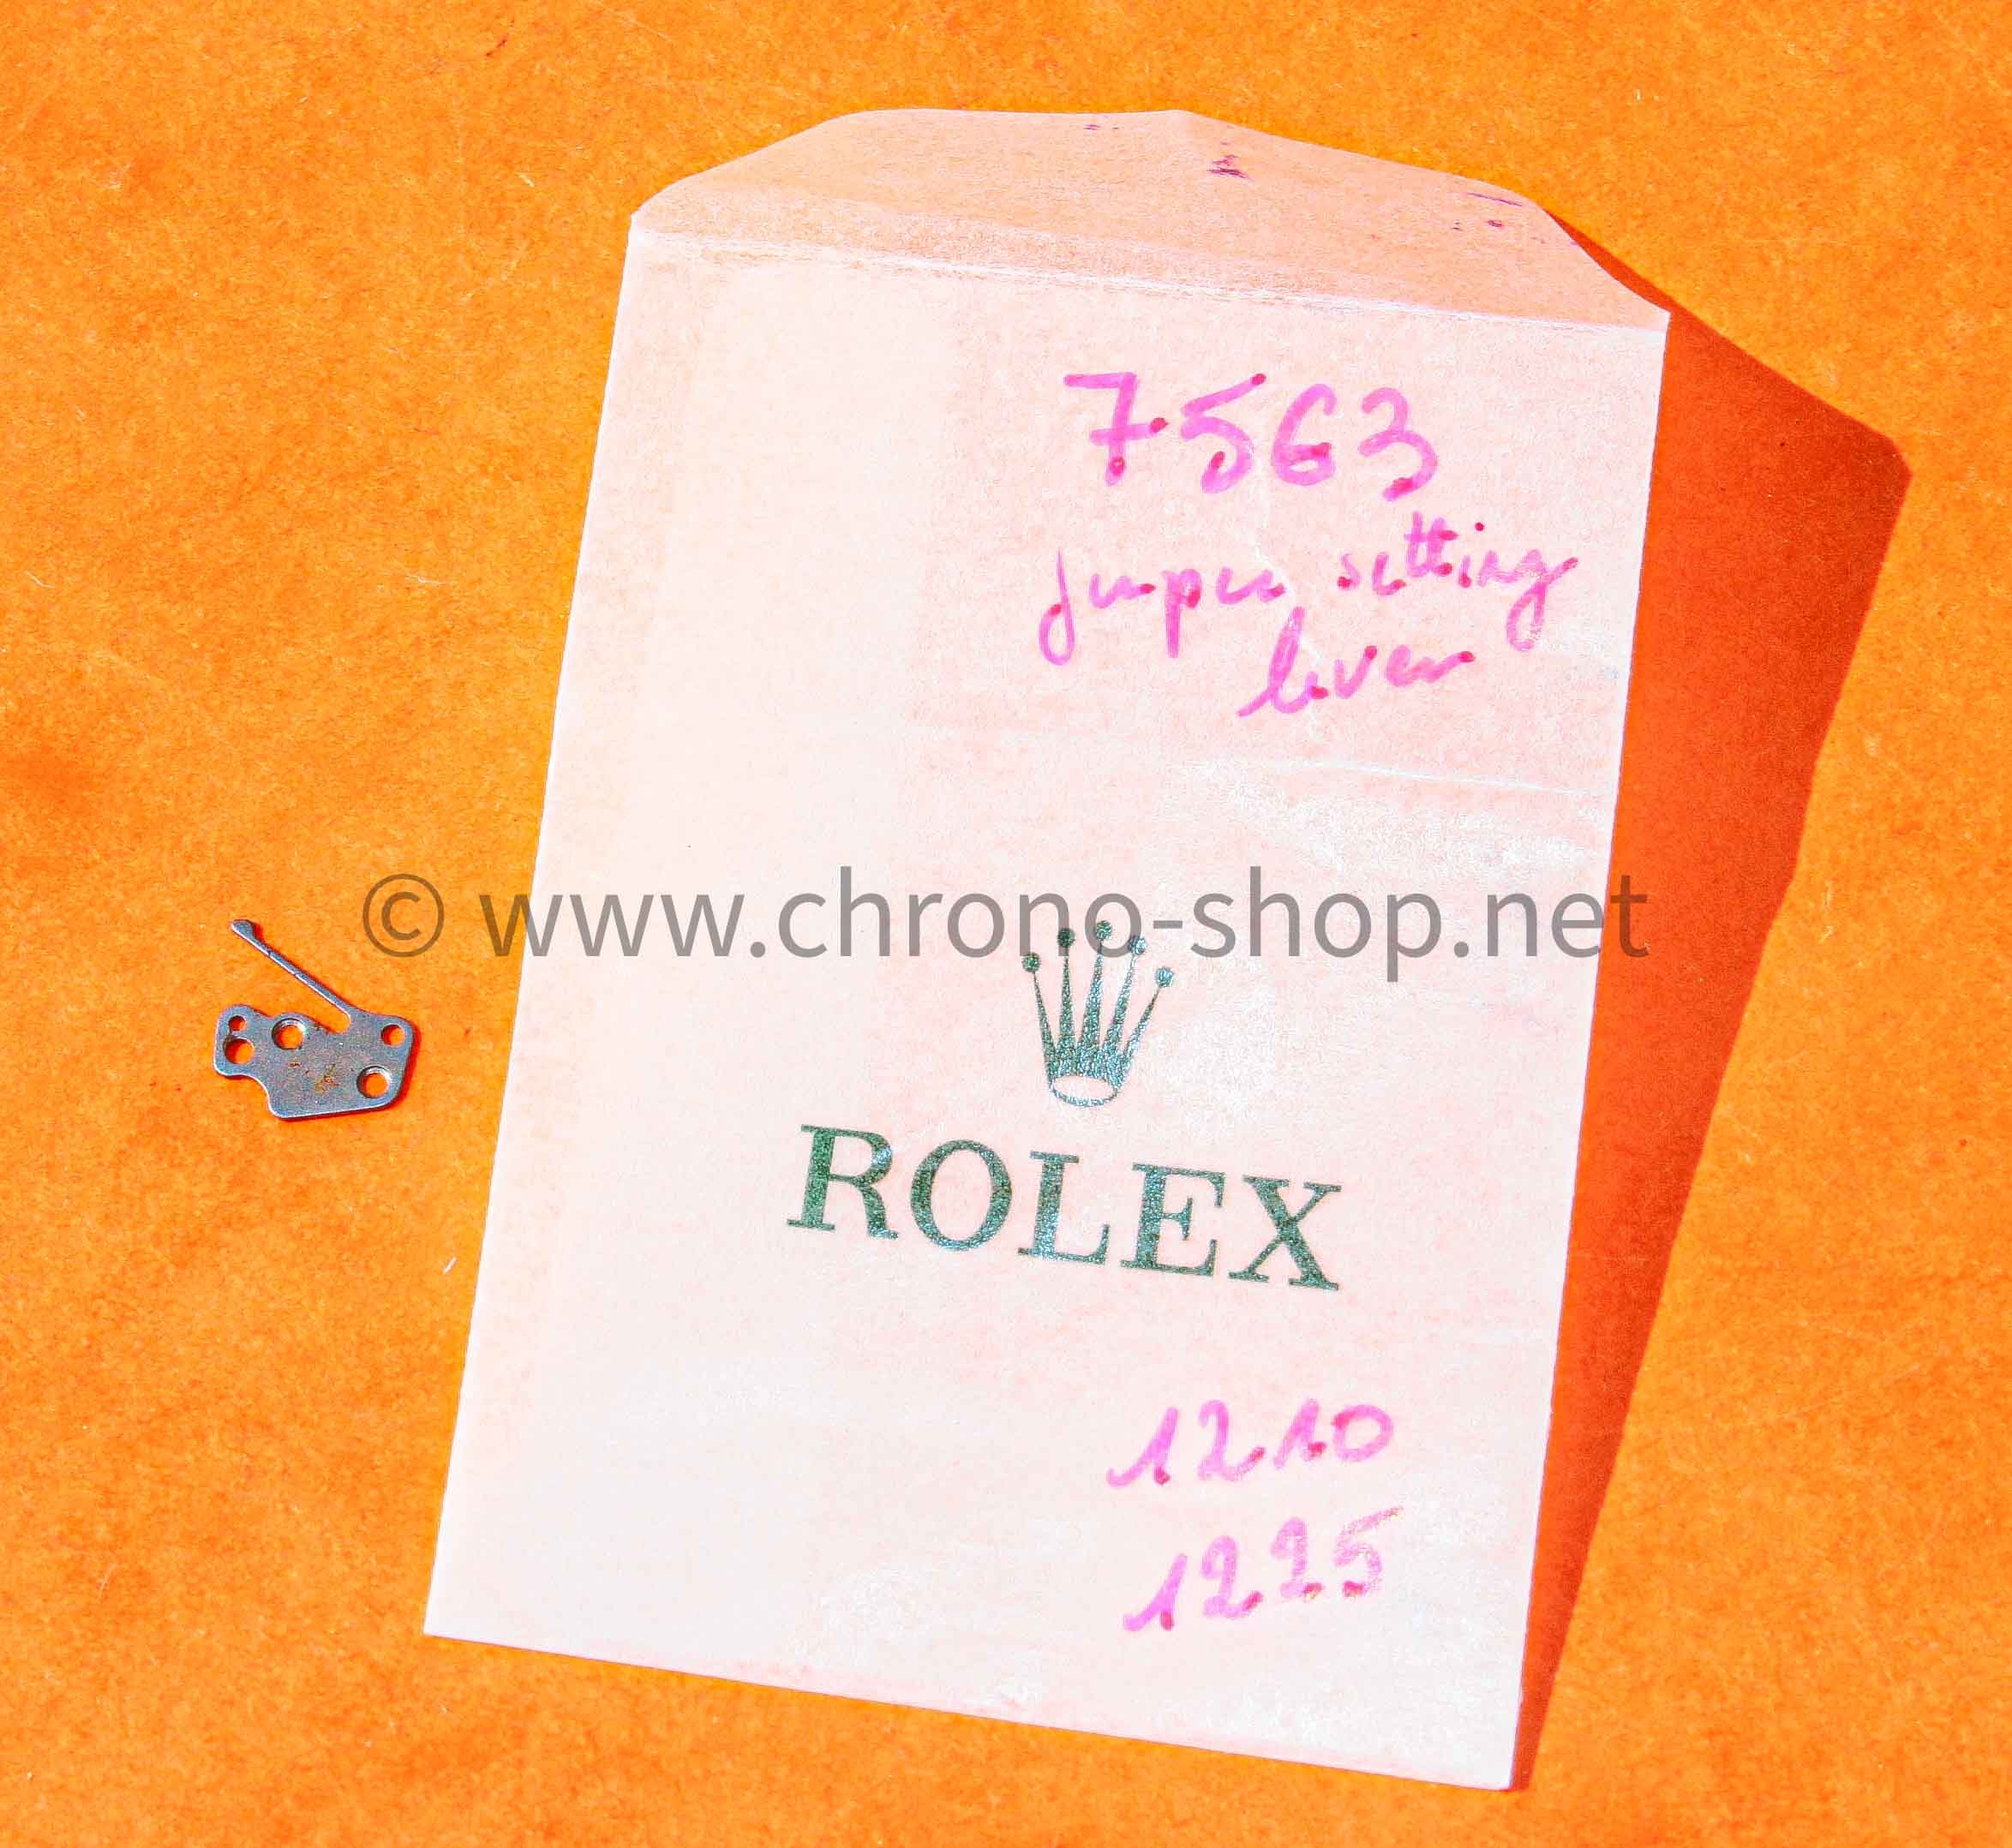 7563
Jumper setting
lever
© www.chrono-shop.net
ROLEX
1210
1225